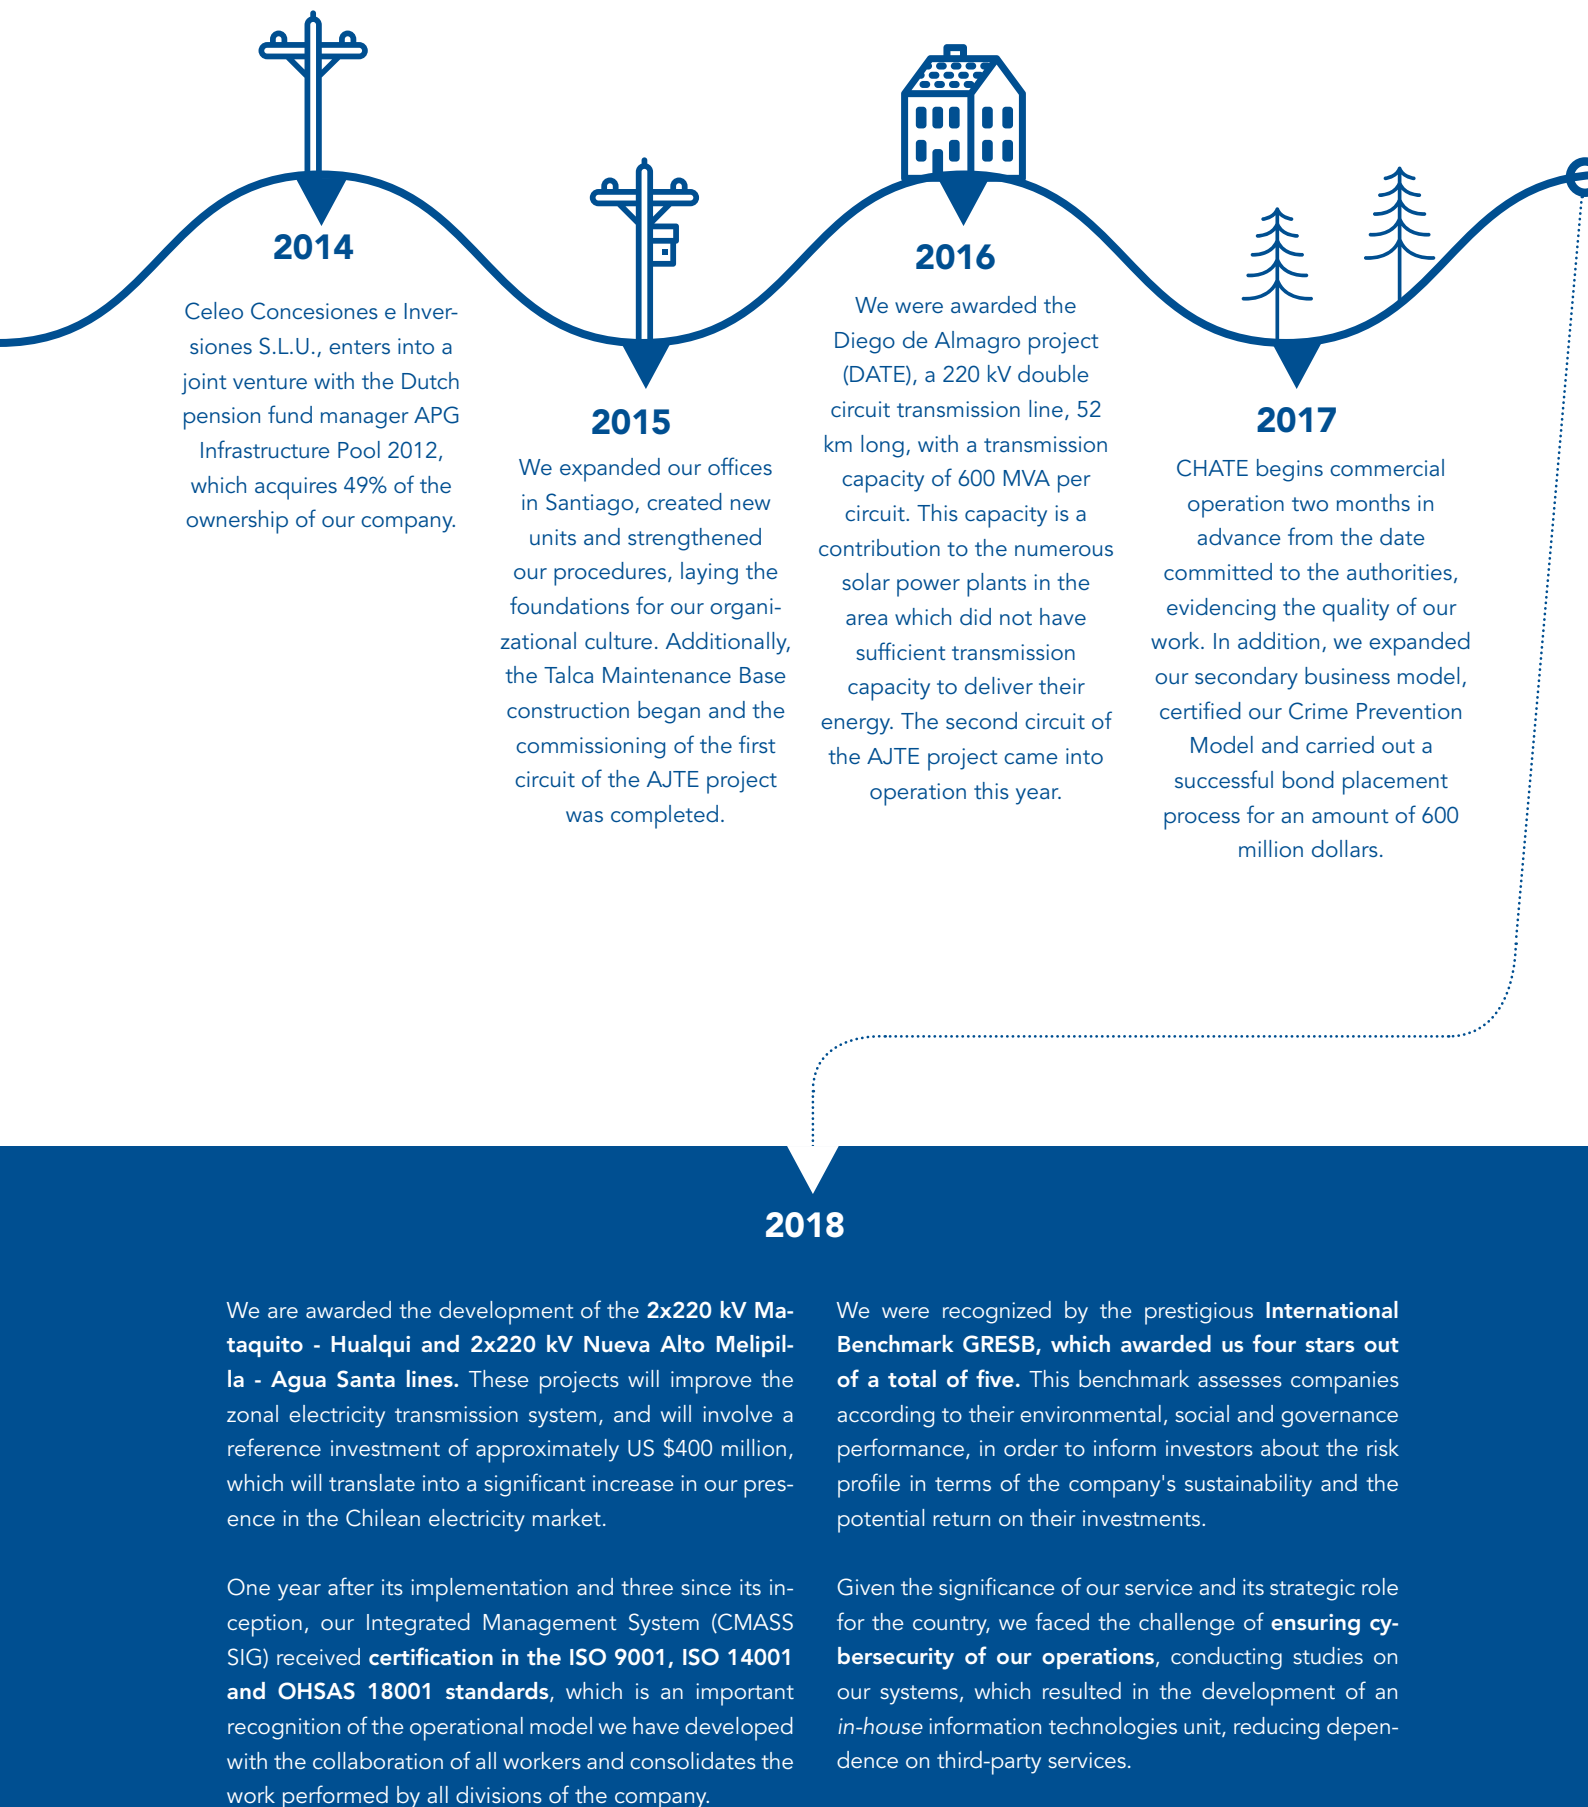 2014
Celeo Concesiones e Inver-
siones S.L.U., enters into a
joint venture with the Dutch
pension fund manager APG
Infrastructure Pool 2012,
which acquires 49% of the
ownership of our company.
2015
We expanded our offices
in Santiago, created new
units and strengthened
our procedures, laying the
foundations for our organi-
zational culture. Additionally,
the Talca Maintenance Base
construction began and the
commissioning of the first
circuit of the AJTE project
was completed.
2016
We were awarded the
Diego de Almagro project
(DATE), a 220 kV double
circuit transmission line, 52
km long, with a transmission
capacity of 600 MVA per
circuit. This capacity is a
contribution to the numerous
solar power plants in the
area which did not have
sufficient transmission
capacity to deliver their
energy. The second circuit of
the AJTE project came into
operation this year.
2017
CHATE begins commercial
operation two months in
advance from the date
committed to the authorities,
evidencing the quality of our
work. In addition, we expanded
our secondary business model,
certified our Crime Prevention
Model and carried out a
successful bond placement
process for an amount of 600
million dollars.
2018
We are awarded the development of the 2x220 kV Ma-
taquito - Hualqui and 2x220 kV Nueva Alto Melipil-
la - Agua Santa lines. These projects will improve the
zonal electricity transmission system, and will involve a
reference investment of approximately US $400 million,
which will translate into a significant increase in our pres-
ence in the Chilean electricity market.
One year after its implementation and three since its in-
ception, our Integrated Management System (CMASS
SIG) received certification in the ISO 9001, ISO 14001
and OHSAS 18001 standards, which is an important
recognition of the operational model we have developed
with the collaboration of all workers and consolidates the
work performed by all divisions of the company.
We were recognized by the prestigious International
Benchmark GRESB, which awarded us four stars out
of a total of five. This benchmark assesses companies
according to their environmental, social and governance
performance, in order to inform investors about the risk
profile in terms of the company's sustainability and the
potential return on their investments.
Given the significance of our service and its strategic role
for the country, we faced the challenge of ensuring cy-
bersecurity of our operations, conducting studies on
our systems, which resulted in the development of an
in-house information technologies unit, reducing depen-
dence on third-party services.